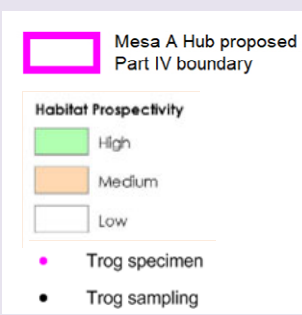 Mesa A Hub proposed
Part IV boundary
Habitat Prospectivity
High
Medium
Low
Trog specimen
Trog sampling